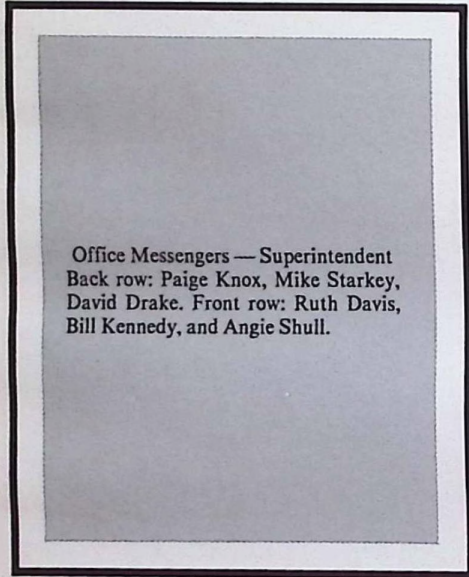 Office Messengers — Superintendent
Back row: Paige Knox, Mike Starkey,
David Drake. Front row: Ruth Davis,
Bill Kennedy, and Angie Shull.